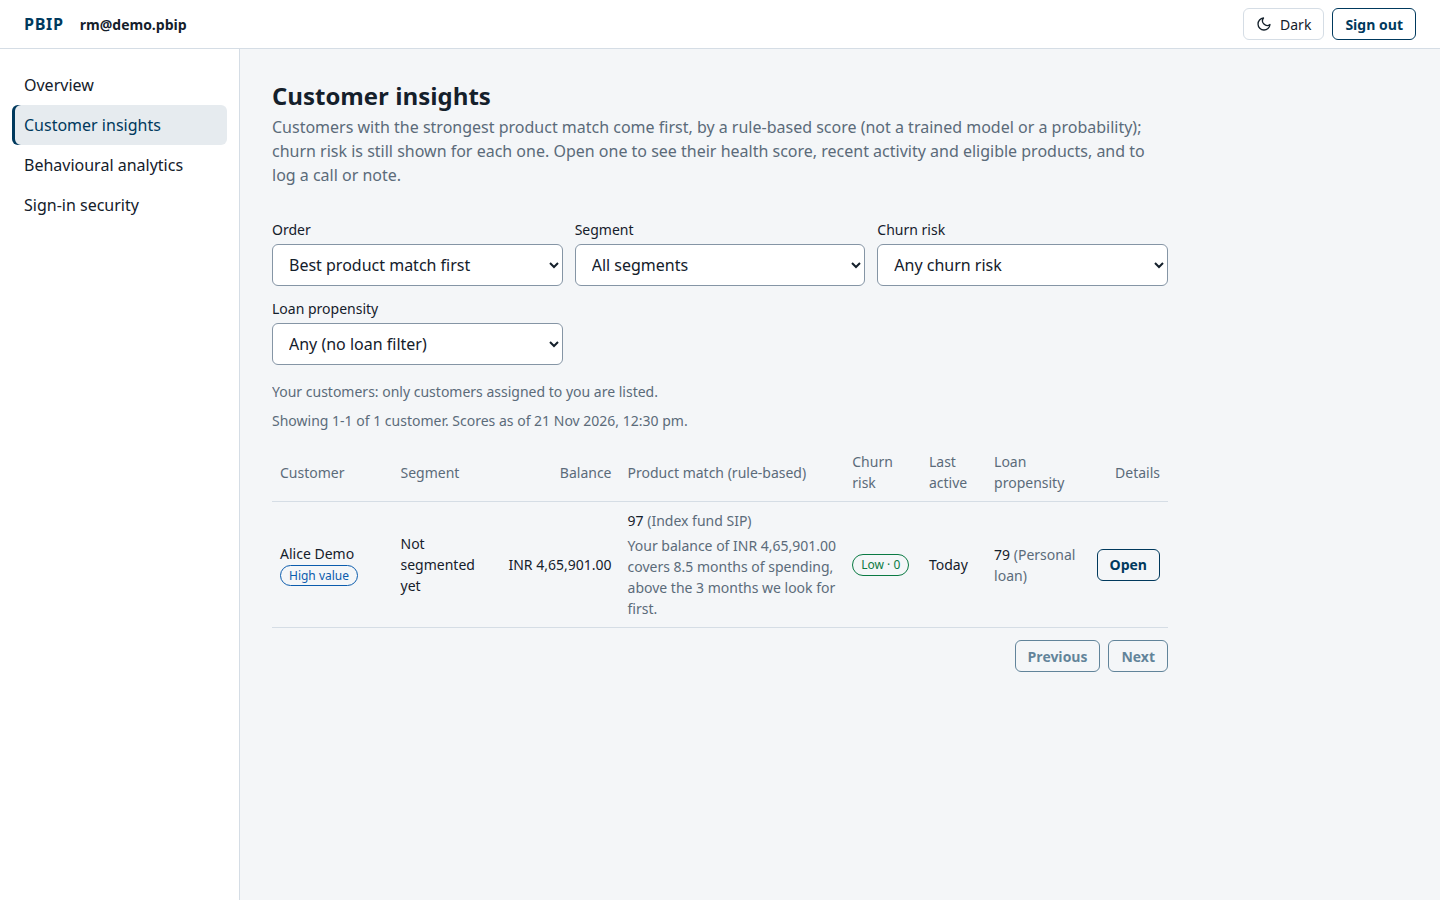 PBIP rm@demo.pbip Dark Sign out
Overview
Customer insights
Behavioural analytics
Sign-in security
Customer insights
Customers with the strongest product match come first, by a rule-based score (not a trained model or a probability);
churn risk is still shown for each one. Open one to see their health score, recent activity and eligible products, and to
log a call or note.
Order Segment Churn risk
Best product match first All segments Any churn risk
Loan propensity
Any (no loan filter)
Your customers: only customers assigned to you are listed.
Showing 1-1 of 1 customer. Scores as of 21 Nov 2026, 12:30 pm.
Customer Segment Balance Product match (rule-based) Churn risk Last active Loan propensity Details
Alice Demo
High value
Not
segmented
yet
INR 4,65,901.00
97 (Index fund SIP)
Your balance of INR 4,65,901.00
covers 8.5 months of spending,
above the 3 months we look for
first.
Low · 0
Today
79 (Personal
loan)
Open
Previous Next